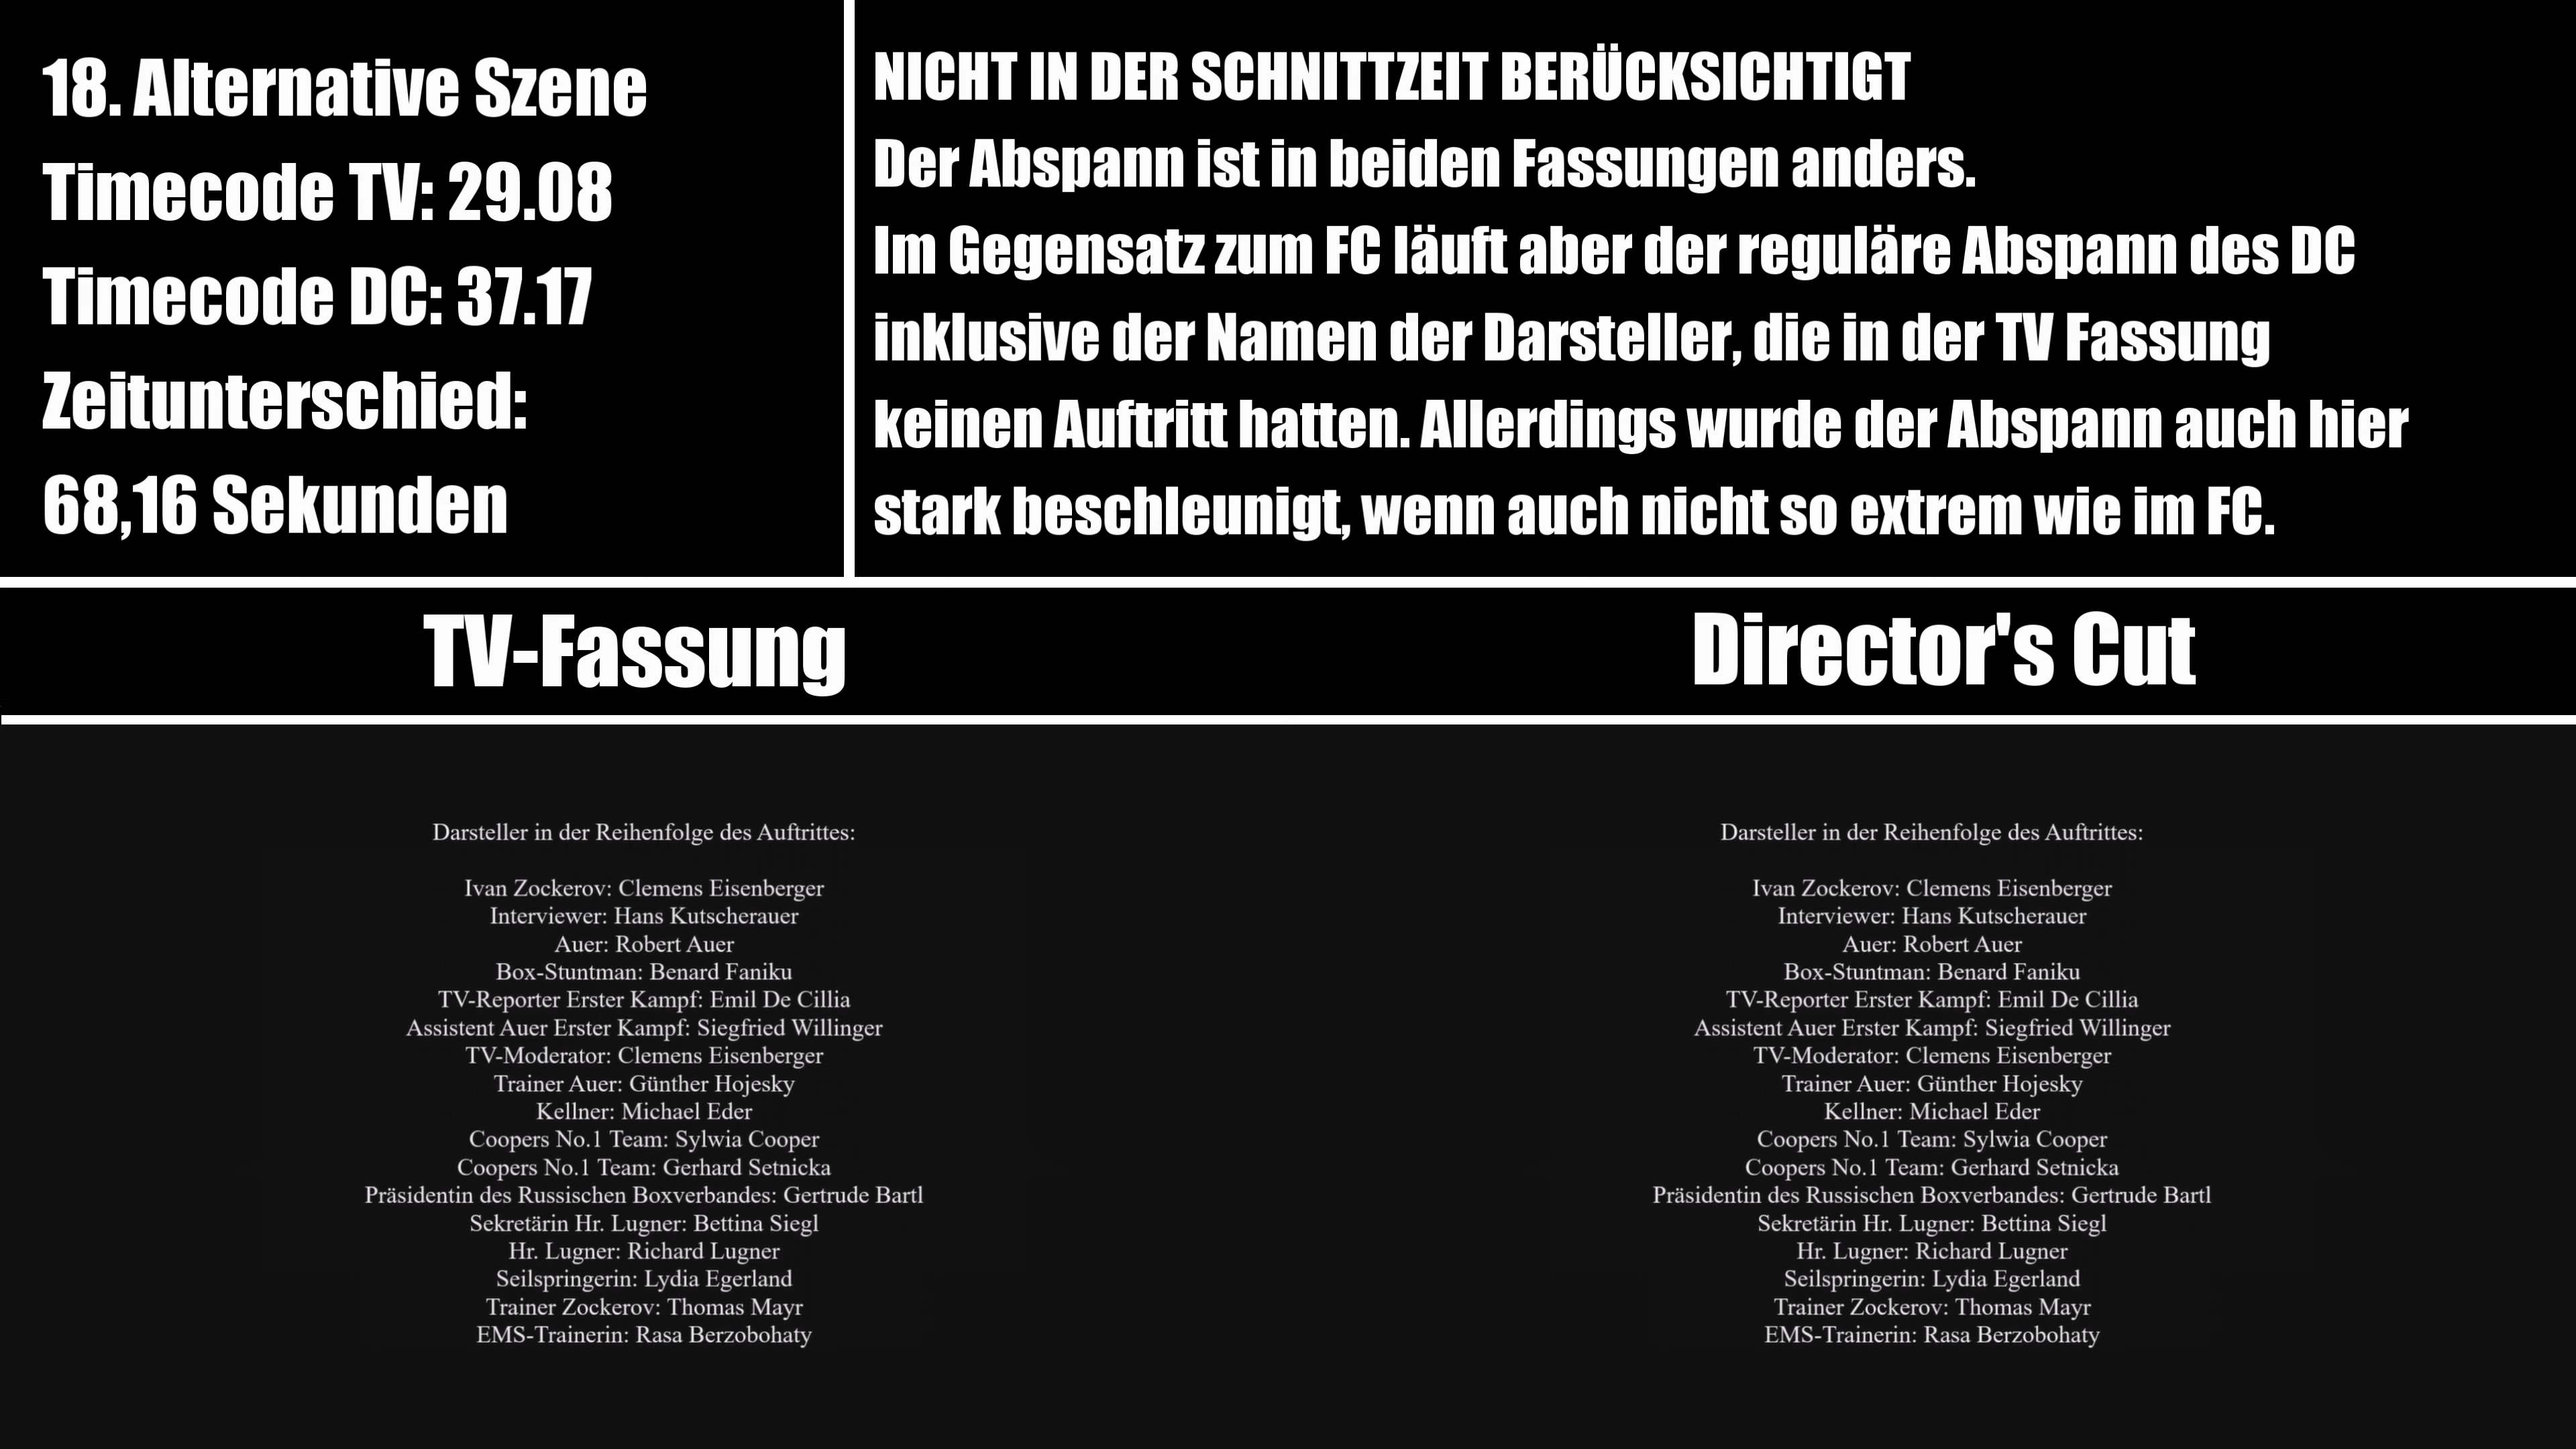 18. Alternative Szene
Timecode TV: 29.08
Timecode DC: 37.17
Zeitunterschied:
68,16 Sekunden
NICHT IN DER SCHNITTZEIT BERÜCKSICHTIGT
Der Abspann ist in beiden Fassungen anders.
Im Gegensatz zum FC läuft aber der reguläre Abspann des DC
inklusive der Namen der Darsteller, die in der TV Fassung
keinen Auftritt hatten. Allerdings wurde der Abspann auch hier
stark beschleunigt, wenn auch nicht so extrem wie im FC.
TV-Fassung
Director's Cut
Darsteller in der Reihenfolge des Auftrittes:
Ivan Zockerov: Clemens Eisenberger
Interviewer: Hans Kutscherauer
Auer: Robert Auer
Box-Stuntman: Benard Faniku
TV-Reporter Erster Kampf: Emil De Cillia
Assistent Auer Erster Kampf: Siegfried Willinger
TV-Moderator: Clemens Eisenberger
Trainer Auer: Günther Hojesky
Kellner: Michael Eder
Coopers No.1 Team: Sylwia Cooper
Coopers No.1 Team: Gerhard Setnicka
Präsidentin des Russischen Boxverbandes: Gertrude Bartl
Sekretärin Hr. Lugner: Bettina Siegl
Hr. Lugner: Richard Lugner
Seilspringerin: Lydia Egerland
Trainer Zockerov: Thomas Mayr
EMS-Trainerin: Rasa Berzobohaty
Darsteller in der Reihenfolge des Auftrittes:
Ivan Zockerov: Clemens Eisenberger
Interviewer: Hans Kutscherauer
Auer: Robert Auer
Box-Stuntman: Benard Faniku
TV-Reporter Erster Kampf: Emil De Cillia
Assistent Auer Erster Kampf: Siegfried Willinger
TV-Moderator: Clemens Eisenberger
Trainer Auer: Günther Hojesky
Kellner: Michael Eder
Coopers No.1 Team: Sylwia Cooper
Coopers No.1 Team: Gerhard Setnicka
Präsidentin des Russischen Boxverbandes: Gertrude Bartl
Sekretärin Hr. Lugner: Bettina Siegl
Hr. Lugner: Richard Lugner
Seilspringerin: Lydia Egerland
Trainer Zockerov: Thomas Mayr
EMS-Trainerin: Rasa Berzobohaty